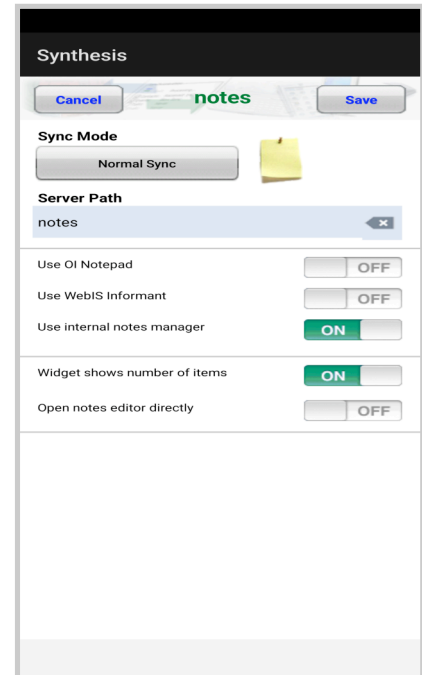 Synthesis
Cancel notes Save
Sync Mode
Normal Sync
Server Path
notes
Use OI Notepad OFF
Use WebIS Informant OFF
Use internal notes manager ON
Widget shows number of items ON
Open notes editor directly OFF